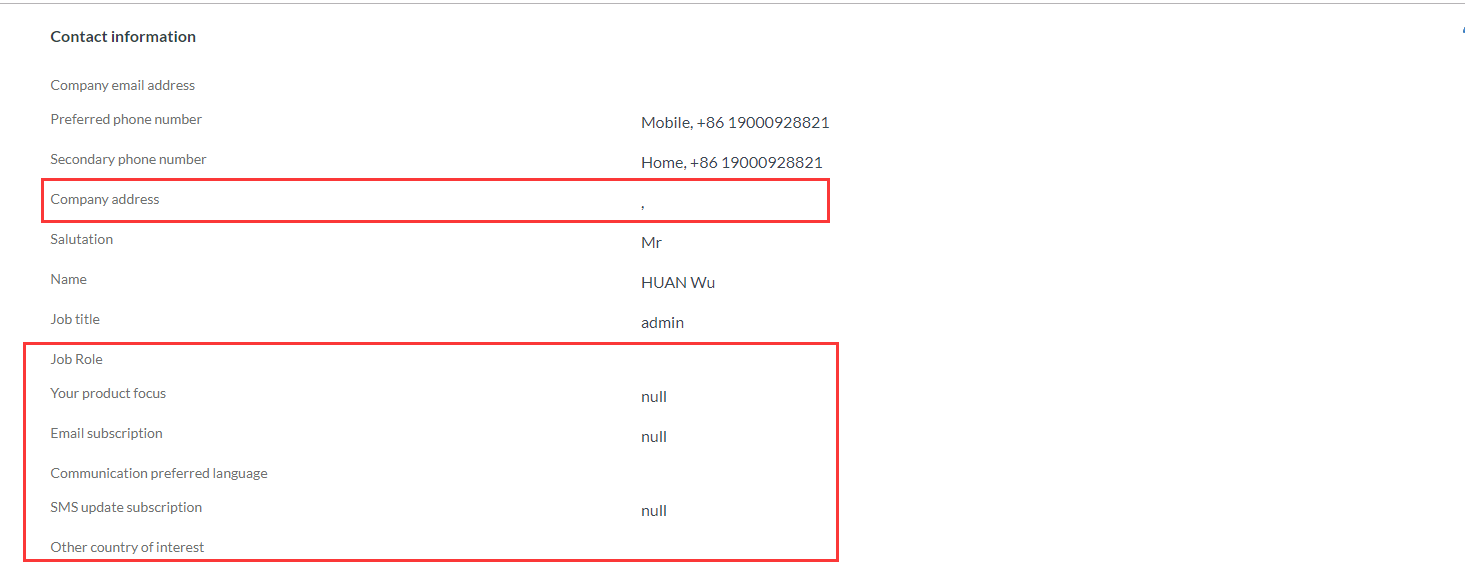 Contact information
Company email address
Preferred phone number Mobile, +86 19000928821
Secondary phone number Home, +86 19000928821
Company address ,
Salutation Mr
Name HUAN Wu
Job title admin
Job Role
Your product focus null
Email subscription null
Communication preferred language
SMS update subscription null
Other country of interest